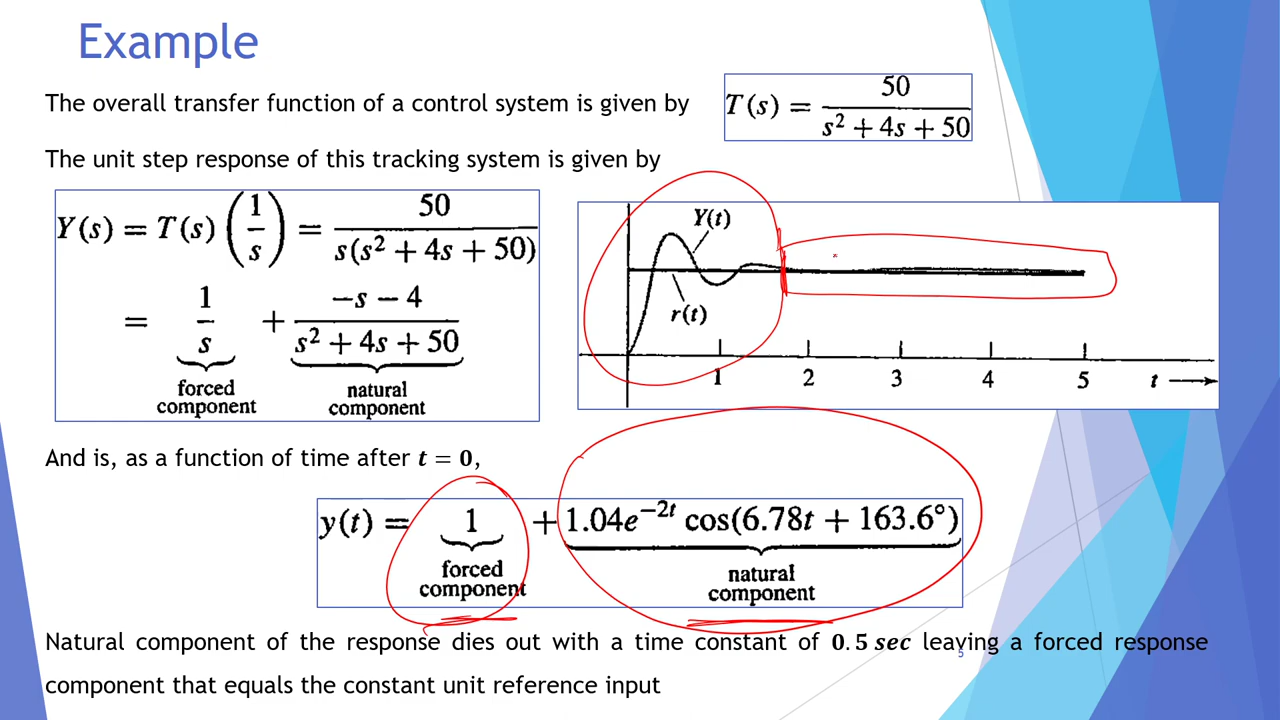 Example
The overall transfer function of a control system is given by
T(s) = 50 / (s² + 4s + 50)
The unit step response of this tracking system is given by
Y(s) = T(s) (1/s) = 50 / (s(s² + 4s + 50))
= 1/s + (−s − 4) / (s² + 4s + 50)
forced component
natural component
Y(t)
r(t)
1 2 3 4 5 t
And is, as a function of time after t = 0,
y(t) = 1 + 1.04e^(−2t) cos(6.78t + 163.6°)
forced component
natural component
Natural component of the response dies out with a time constant of 0.5 sec leaving a forced response
component that equals the constant unit reference input
5